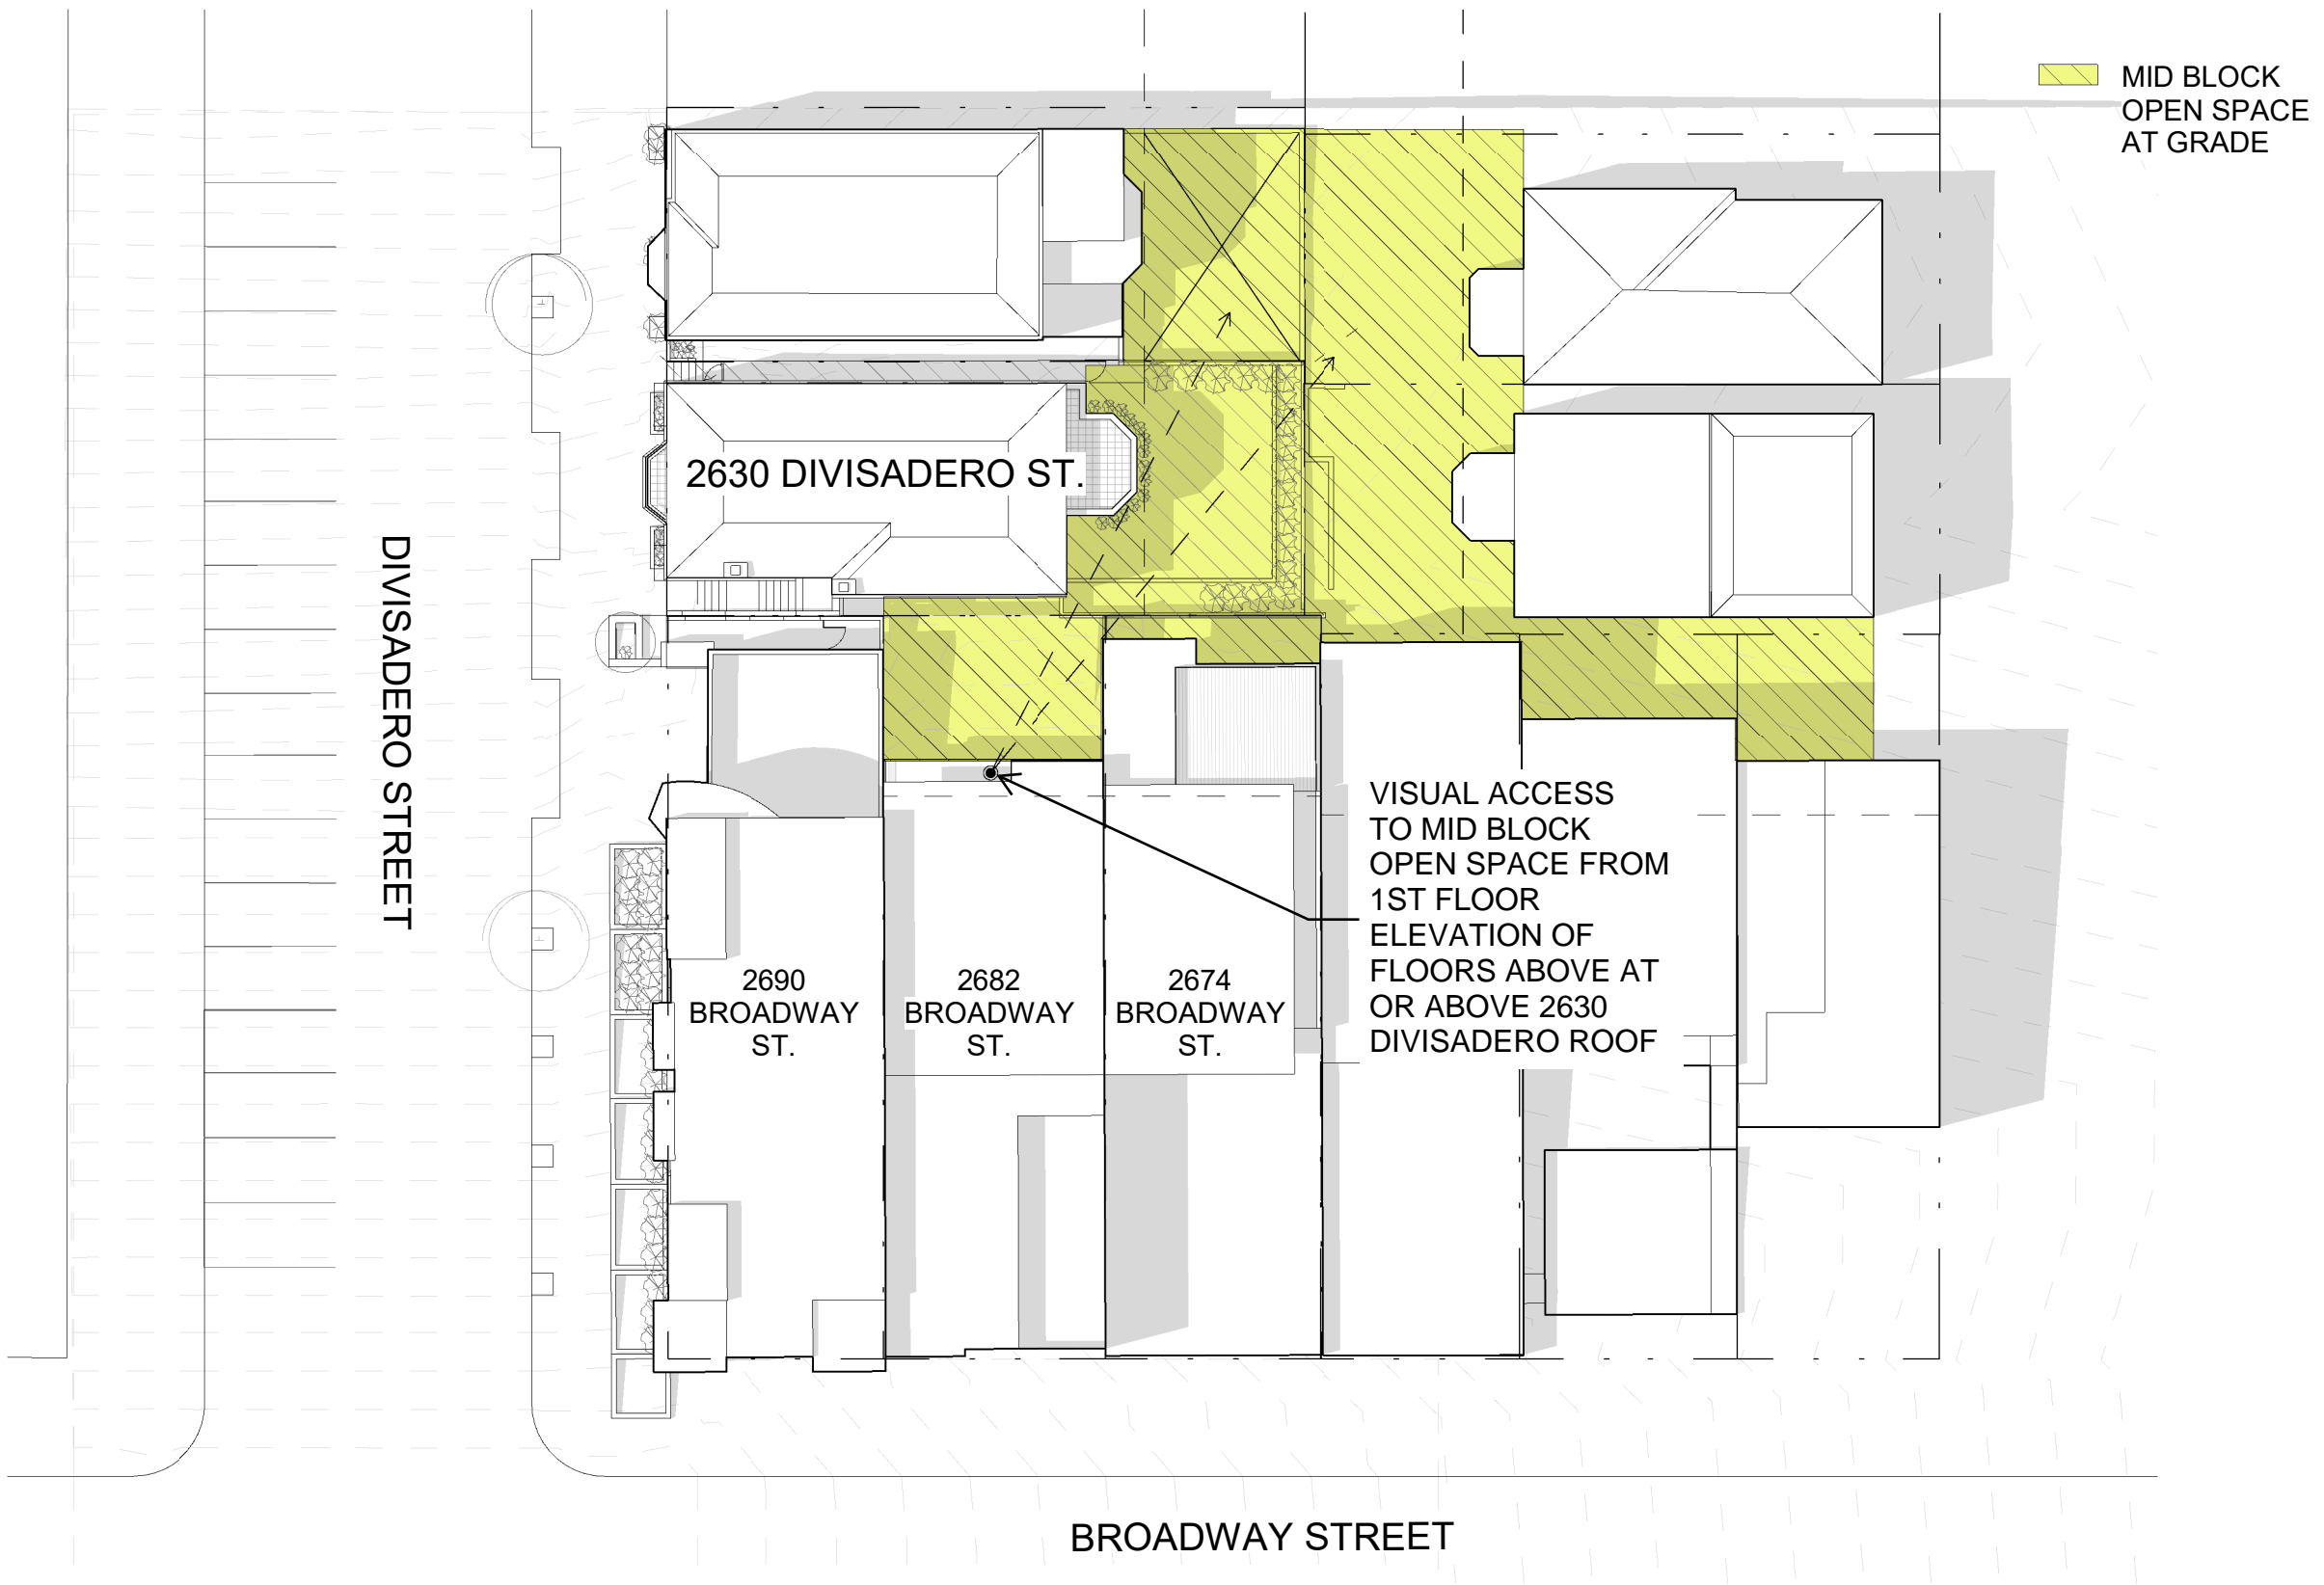 MID BLOCK
OPEN SPACE
AT GRADE
2630 DIVISADERO ST.
DIVISADERO STREET
VISUAL ACCESS
TO MID BLOCK
OPEN SPACE FROM
1ST FLOOR
ELEVATION OF
FLOORS ABOVE AT
OR ABOVE 2630
DIVISADERO ROOF
2690
BROADWAY
ST.
2682
BROADWAY
ST.
2674
BROADWAY
ST.
BROADWAY STREET